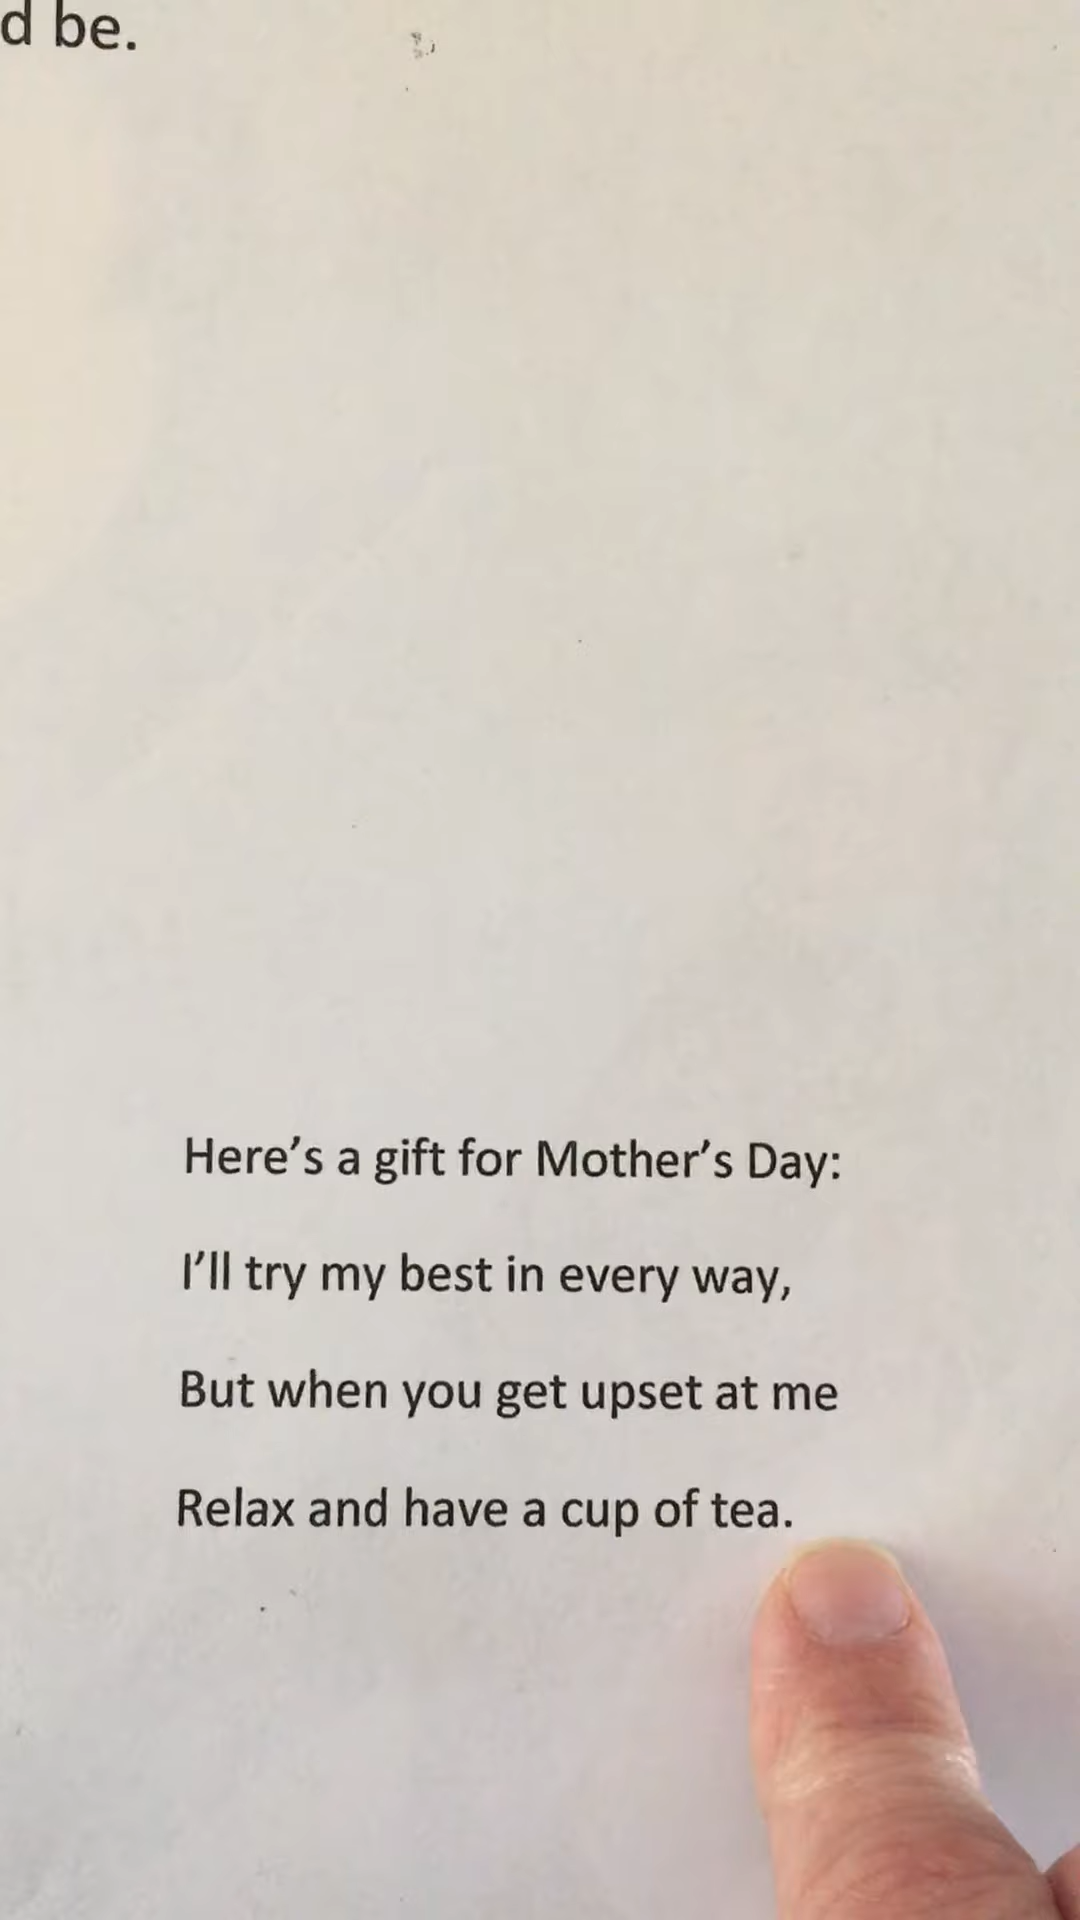 d be.
Here’s a gift for Mother’s Day:
I’ll try my best in every way,
But when you get upset at me
Relax and have a cup of tea.